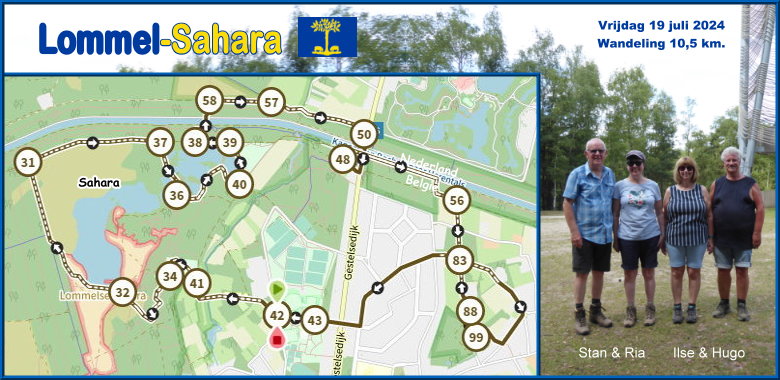 Lommel-Sahara
Vrijdag 19 juli 2024
Wandeling 10,5 km.
58
57
50
31
37
38
39
48
Nederland
België
Sahara
36
40
56
Gestelsedijk
83
Lommelse Sahara
32
34
41
42
43
88
99
Gestelsedijk
Stan & Ria
Ilse & Hugo